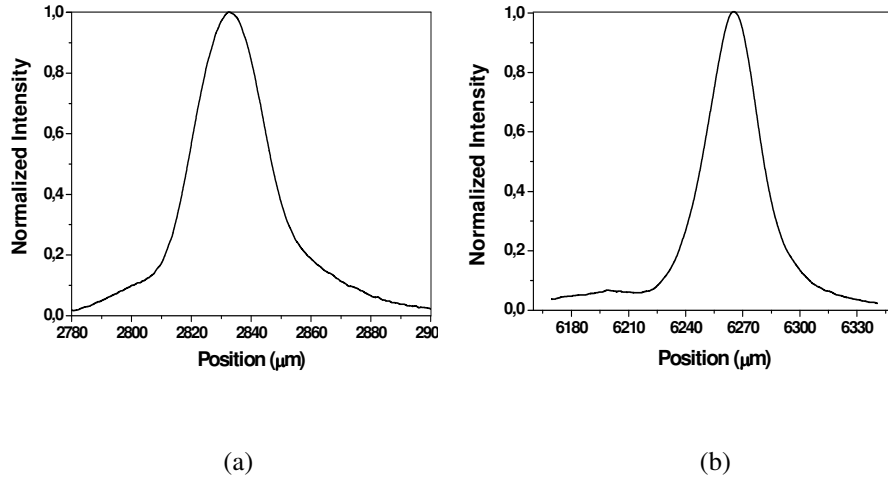 1,0
0,8
0,6
0,4
0,2
0,0
Normalized Intensity
2780 2800 2820 2840 2860 2880 290
Position (μm)
(a)
1,0
0,8
0,6
0,4
0,2
0,0
Normalized Intensity
6180 6210 6240 6270 6300 6330
Position (μm)
(b)